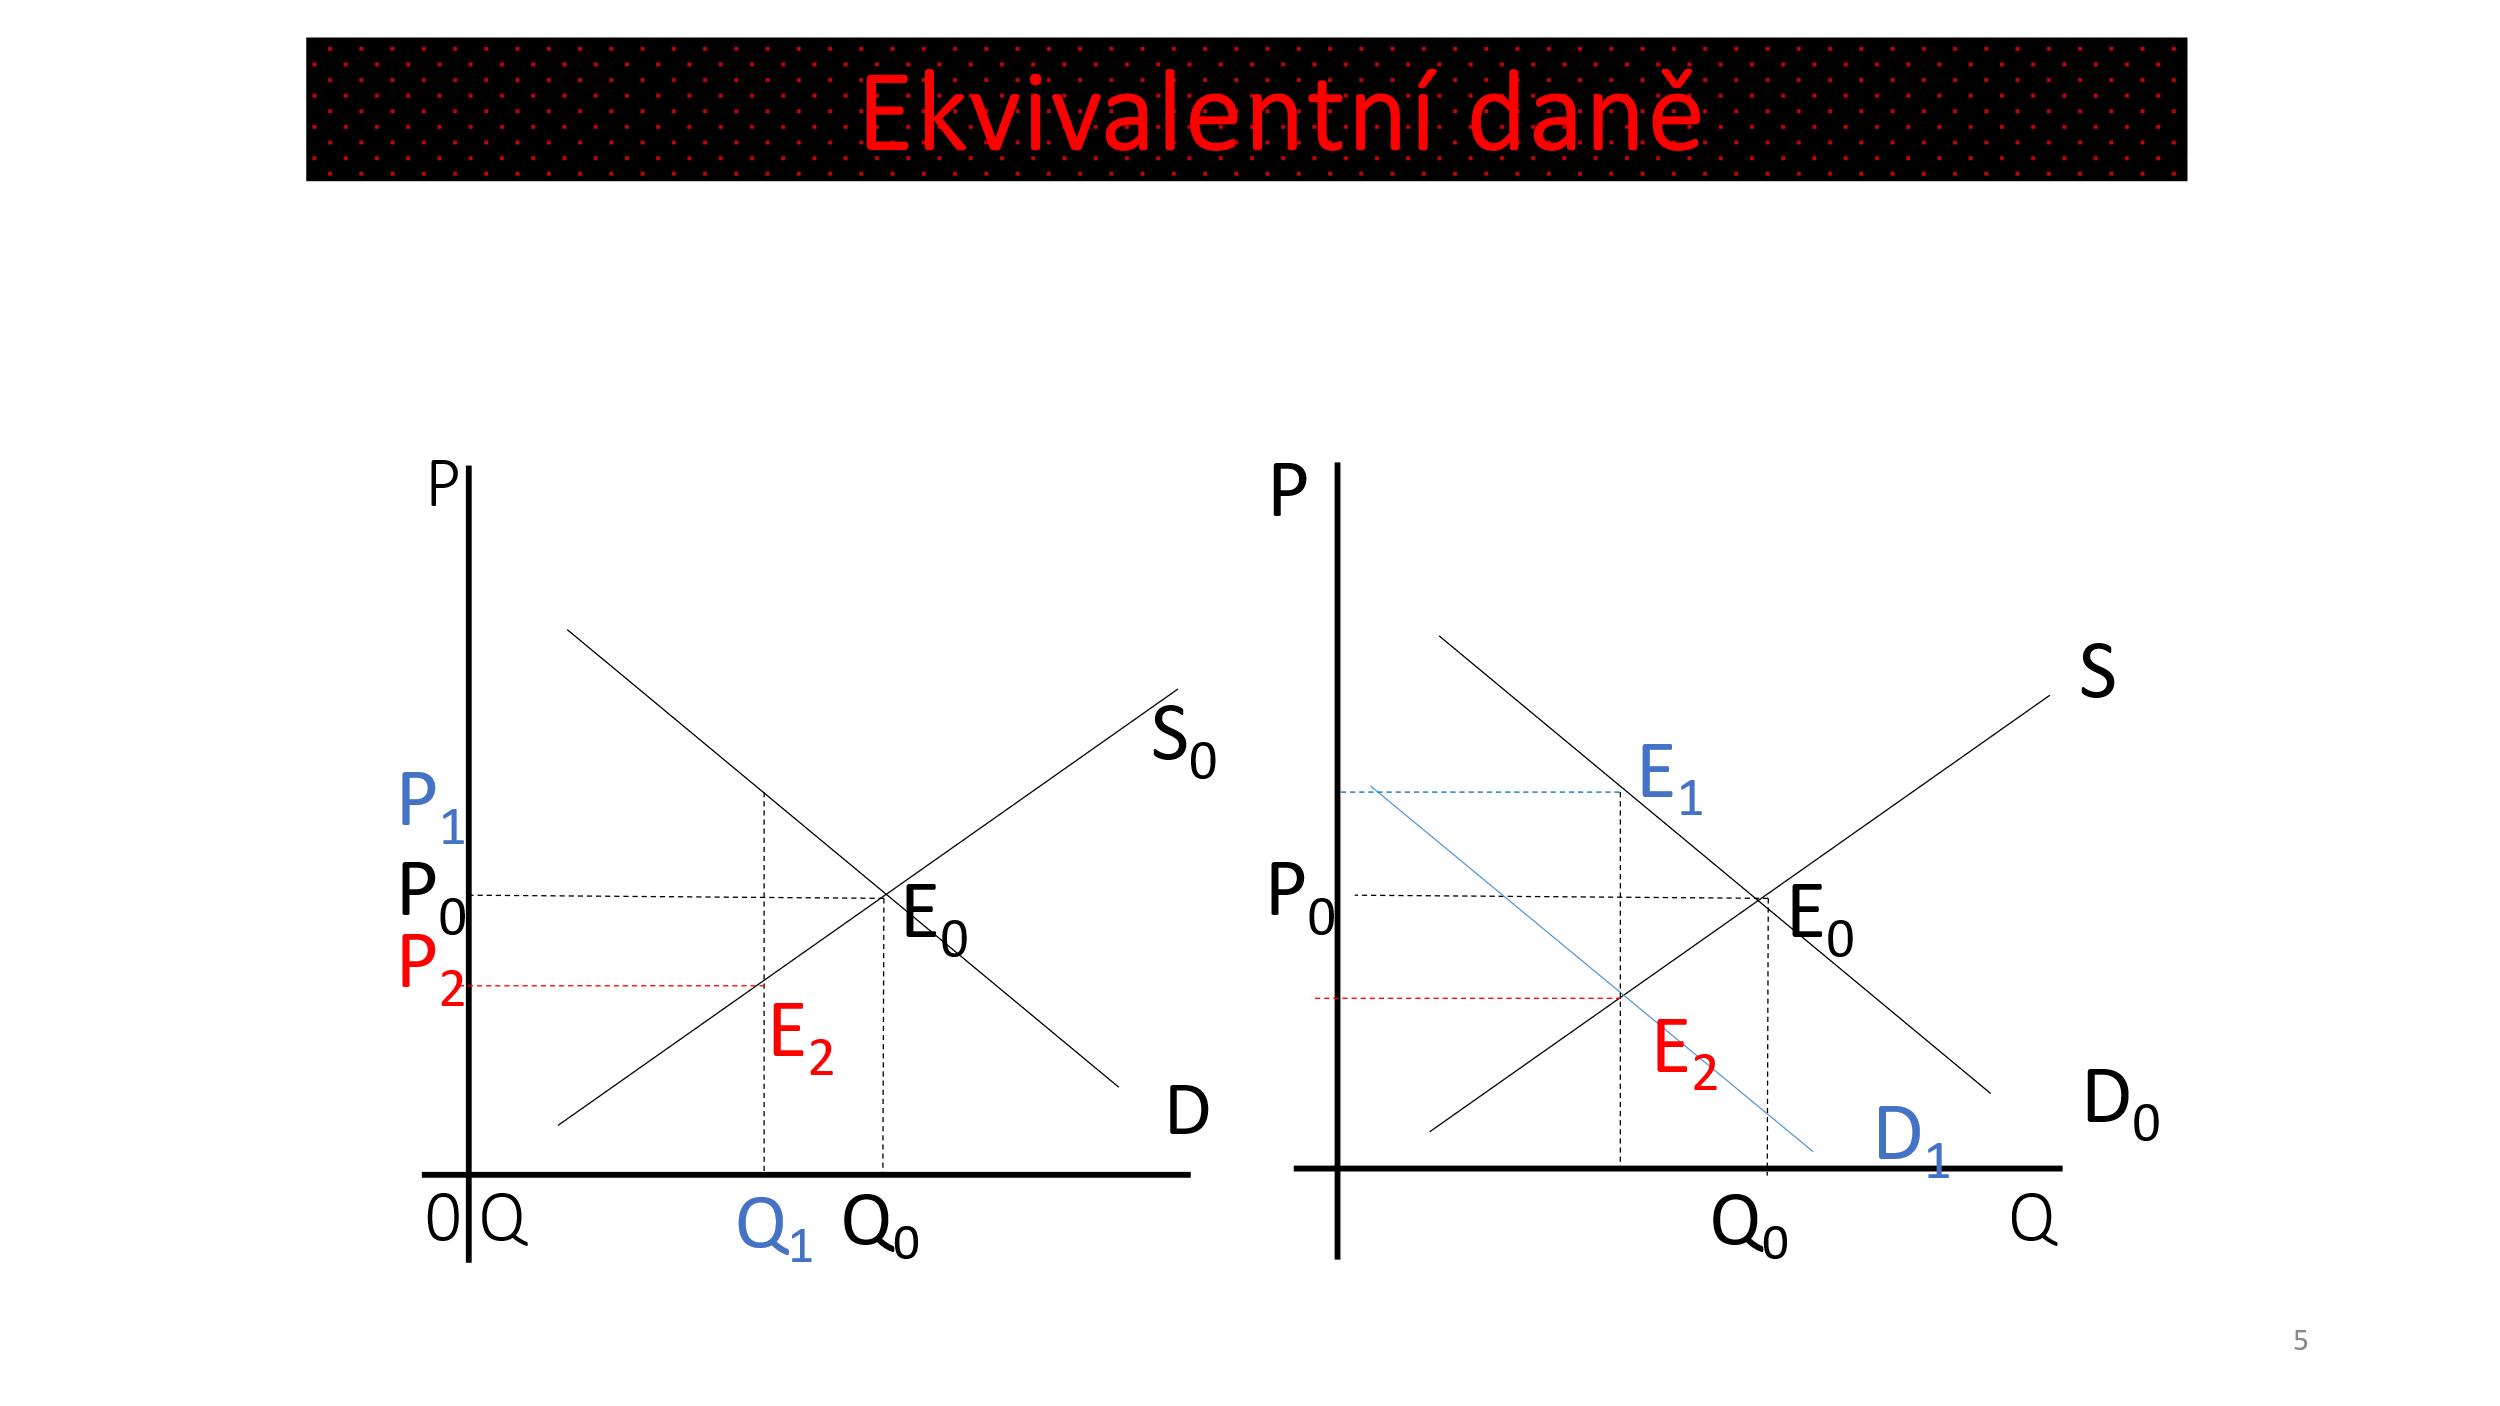 Ekvivalentní daně
P
S₀
P₁
P₀
E₀
P₂
E₂
D
0 Q
Q₁
Q₀
P
S
E₁
P₀
E₀
E₂
D₀
D₁
Q₀
Q
5